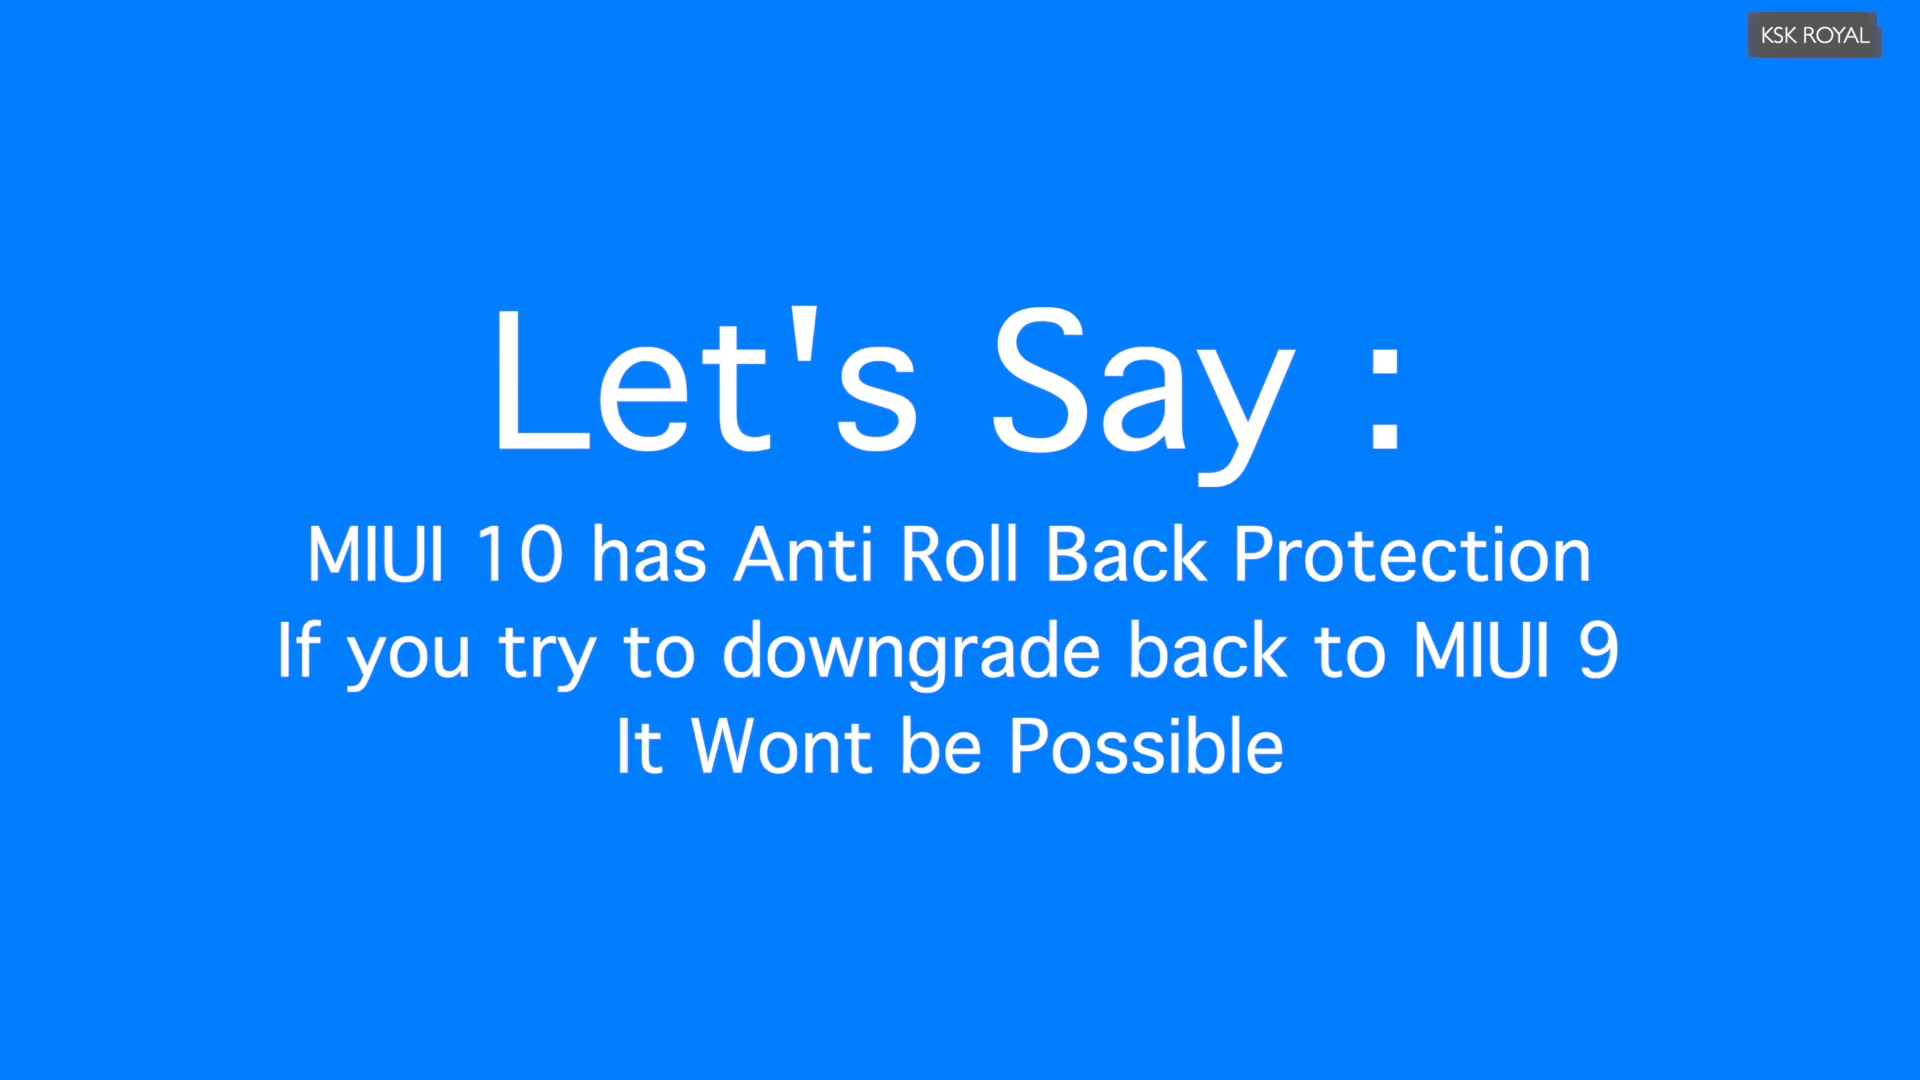 KSK ROYAL
Let's Say :
MIUI 10 has Anti Roll Back Protection
If you try to downgrade back to MIUI 9
It Wont be Possible